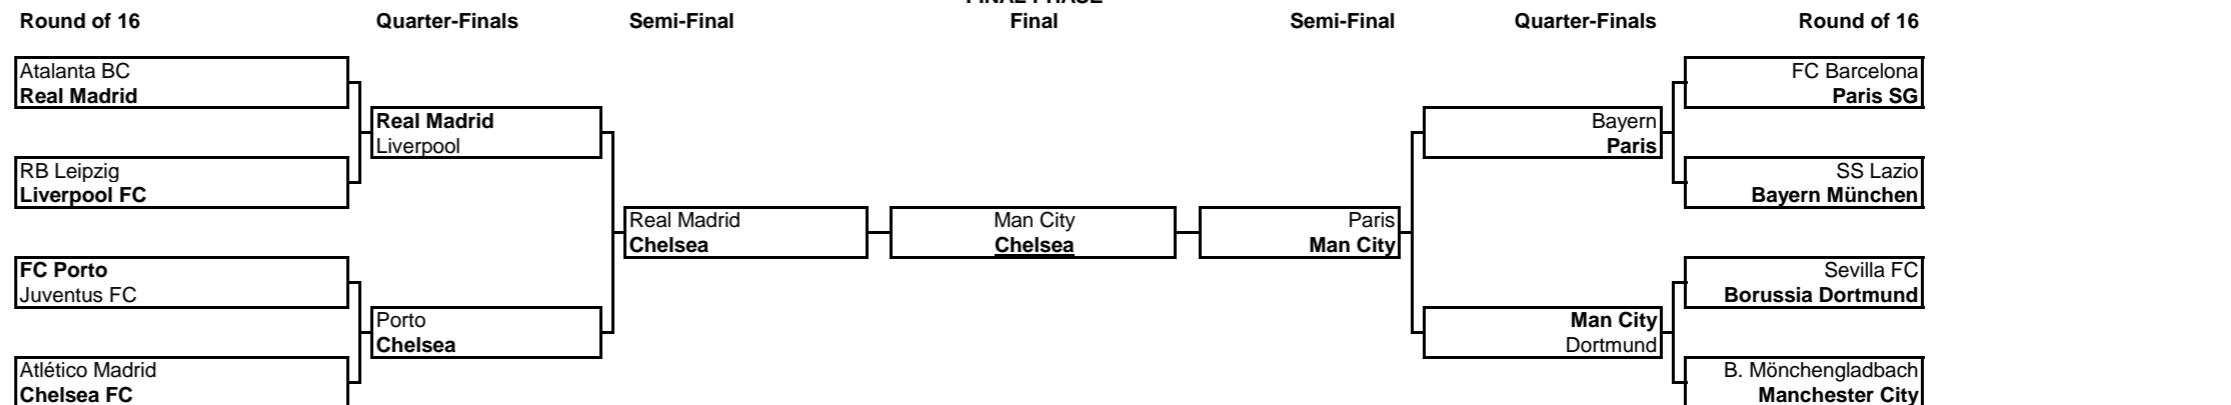 FINAL PHASE
Round of 16 Quarter-Finals Semi-Final Final Semi-Final Quarter-Finals Round of 16
Atalanta BC
Real Madrid
RB Leipzig
Liverpool FC
FC Porto
Juventus FC
Atlético Madrid
Chelsea FC
Real Madrid
Liverpool
Porto
Chelsea
Real Madrid
Chelsea
Man City
Chelsea
Paris
Man City
Bayern
Paris
Man City
Dortmund
FC Barcelona
Paris SG
SS Lazio
Bayern München
Sevilla FC
Borussia Dortmund
B. Mönchengladbach
Manchester City